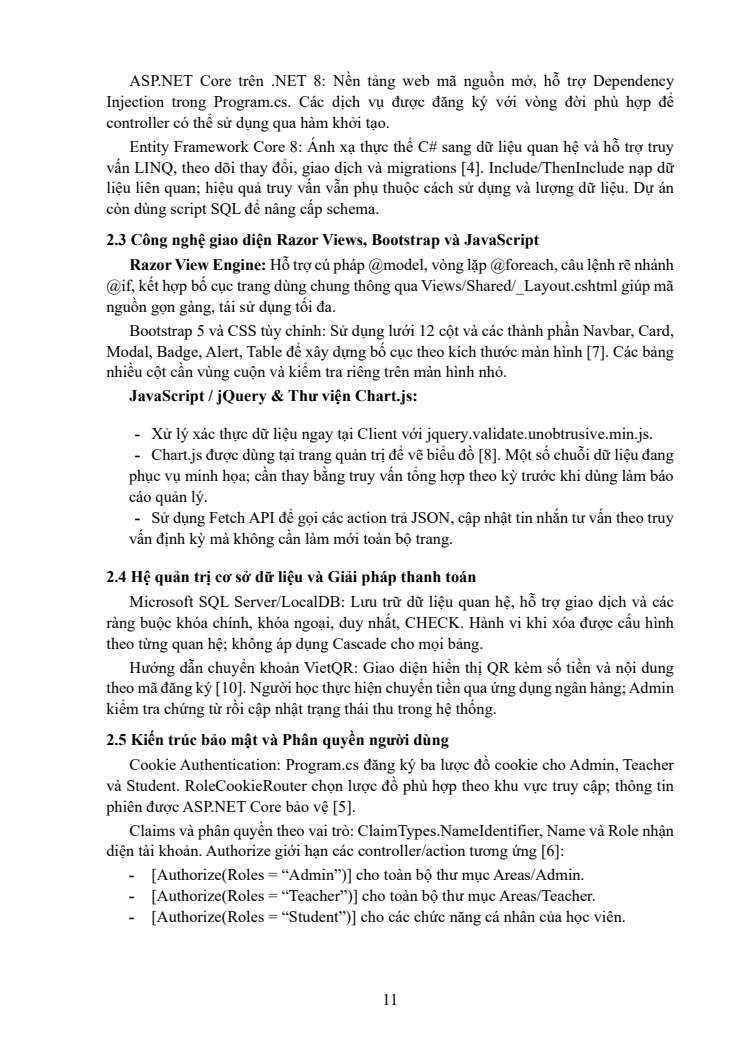 ASP.NET Core trên .NET 8: Nền tảng web mã nguồn mở, hỗ trợ Dependency
Injection trong Program.cs. Các dịch vụ được đăng ký với vòng đời phù hợp để
controller có thể sử dụng qua hàm khởi tạo.
Entity Framework Core 8: Ánh xạ thực thể C# sang dữ liệu quan hệ và hỗ trợ truy
vấn LINQ, theo dõi thay đổi, giao dịch và migrations [4]. Include/ThenInclude nạp dữ
liệu liên quan; hiệu quả truy vấn vẫn phụ thuộc cách sử dụng và lượng dữ liệu. Dự án
còn dùng script SQL để nâng cấp schema.
2.3 Công nghệ giao diện Razor Views, Bootstrap và JavaScript
Razor View Engine: Hỗ trợ cú pháp @model, vòng lặp @foreach, câu lệnh rẽ nhánh
@if, kết hợp bố cục trang dùng chung thông qua Views/Shared/_Layout.cshtml giúp mã
nguồn gọn gàng, tái sử dụng tối đa.
Bootstrap 5 và CSS tùy chỉnh: Sử dụng lưới 12 cột và các thành phần Navbar, Card,
Modal, Badge, Alert, Table để xây dựng bố cục theo kích thước màn hình [7]. Các bảng
nhiều cột cần vùng cuộn và kiểm tra riêng trên màn hình nhỏ.
JavaScript / jQuery & Thư viện Chart.js:
- Xử lý xác thực dữ liệu ngay tại Client với jquery.validate.unobtrusive.min.js.
- Chart.js được dùng tại trang quản trị để vẽ biểu đồ [8]. Một số chuỗi dữ liệu đang
phục vụ minh họa; cần thay bằng truy vấn tổng hợp theo kỳ trước khi dùng làm báo
cáo quản lý.
- Sử dụng Fetch API để gọi các action trả JSON, cập nhật tin nhắn tư vấn theo truy
vấn định kỳ mà không cần làm mới toàn bộ trang.
2.4 Hệ quản trị cơ sở dữ liệu và Giải pháp thanh toán
Microsoft SQL Server/LocalDB: Lưu trữ dữ liệu quan hệ, hỗ trợ giao dịch và các
ràng buộc khóa chính, khóa ngoại, duy nhất, CHECK. Hành vi khi xóa được cấu hình
theo từng quan hệ; không áp dụng Cascade cho mọi bảng.
Hướng dẫn chuyển khoản VietQR: Giao diện hiển thị QR kèm số tiền và nội dung
theo mã đăng ký [10]. Người học thực hiện chuyển tiền qua ứng dụng ngân hàng; Admin
kiểm tra chứng từ rồi cập nhật trạng thái thu trong hệ thống.
2.5 Kiến trúc bảo mật và Phân quyền người dùng
Cookie Authentication: Program.cs đăng ký ba lược đồ cookie cho Admin, Teacher
và Student. RoleCookieRouter chọn lược đồ phù hợp theo khu vực truy cập; thông tin
phiên được ASP.NET Core bảo vệ [5].
Claims và phân quyền theo vai trò: ClaimTypes.NameIdentifier, Name và Role nhận
diện tài khoản. Authorize giới hạn các controller/action tương ứng [6]:
- [Authorize(Roles = “Admin”)] cho toàn bộ thư mục Areas/Admin.
- [Authorize(Roles = “Teacher”)] cho toàn bộ thư mục Areas/Teacher.
- [Authorize(Roles = “Student”)] cho các chức năng cá nhân của học viên.
11